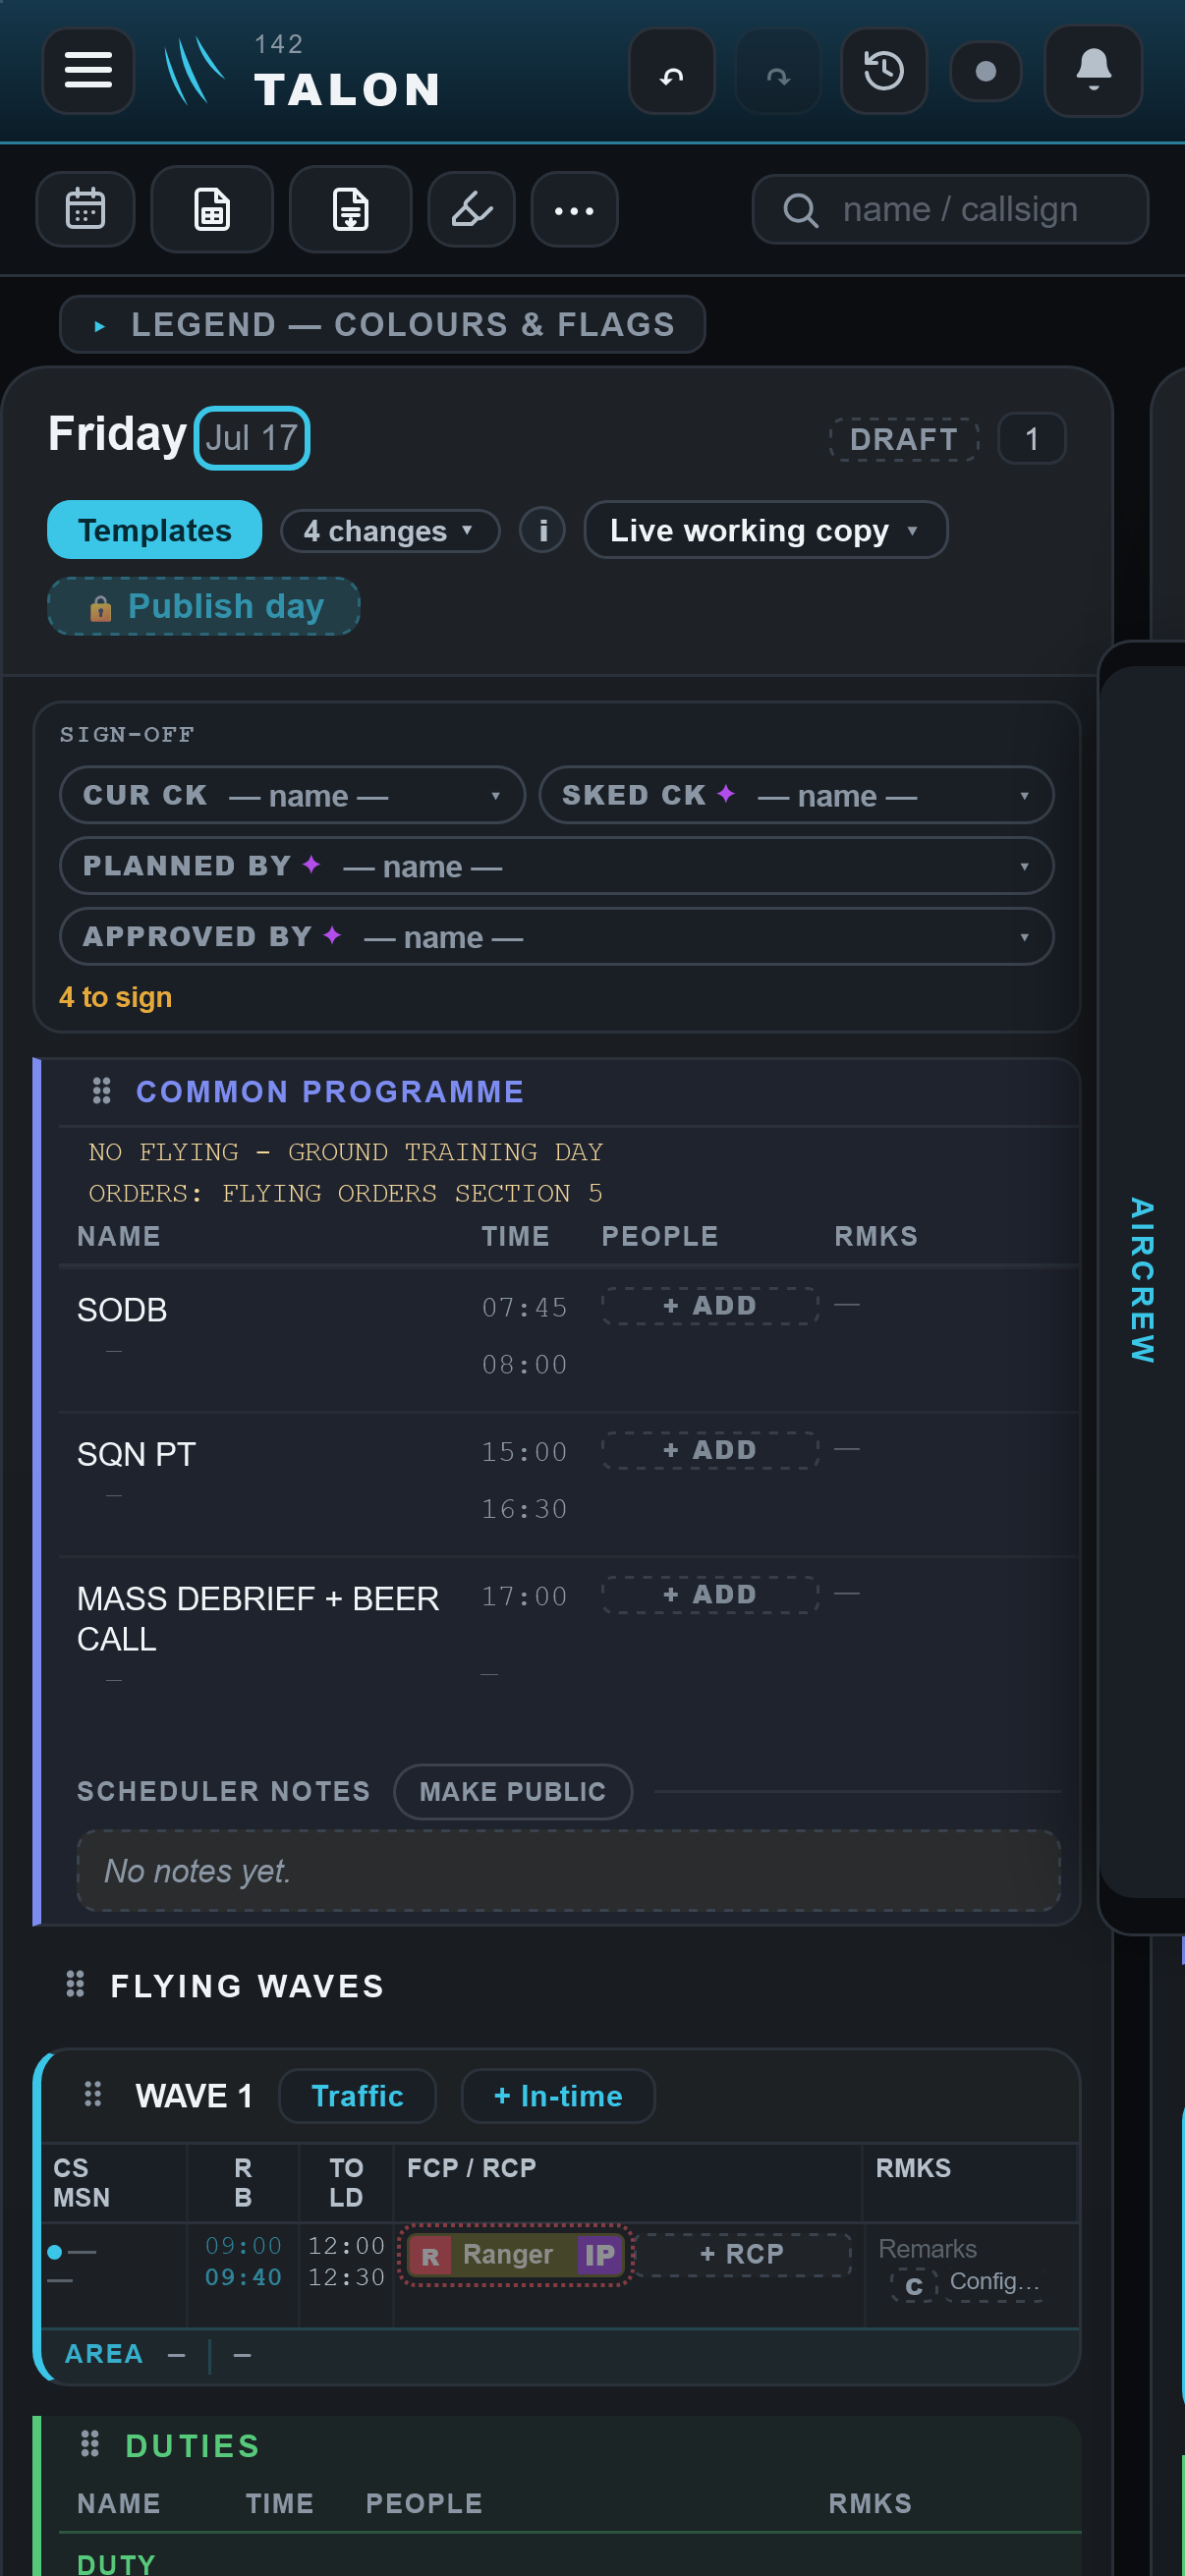 142
TALON
name / callsign
LEGEND — COLOURS & FLAGS
Friday Jul 17 DRAFT 1
Templates 4 changes i Live working copy
Publish day
SIGN-OFF
CUR CK — name — SKED CK — name —
PLANNED BY — name —
APPROVED BY — name —
4 to sign
AIRCREW
COMMON PROGRAMME
NO FLYING - GROUND TRAINING DAY
ORDERS: FLYING ORDERS SECTION 5
NAME TIME PEOPLE RMKS
SODB 07:45 + ADD —
— 08:00
SQN PT 15:00 + ADD —
— 16:30
MASS DEBRIEF + BEER 17:00 + ADD —
CALL
— —
SCHEDULER NOTES MAKE PUBLIC
No notes yet.
FLYING WAVES
WAVE 1 Traffic + In-time
CS R TO FCP / RCP RMKS
MSN B LD
— 09:00 12:00 R Ranger IP + RCP Remarks
— 09:40 12:30 C Config...
AREA — —
DUTIES
NAME TIME PEOPLE RMKS
DUTY